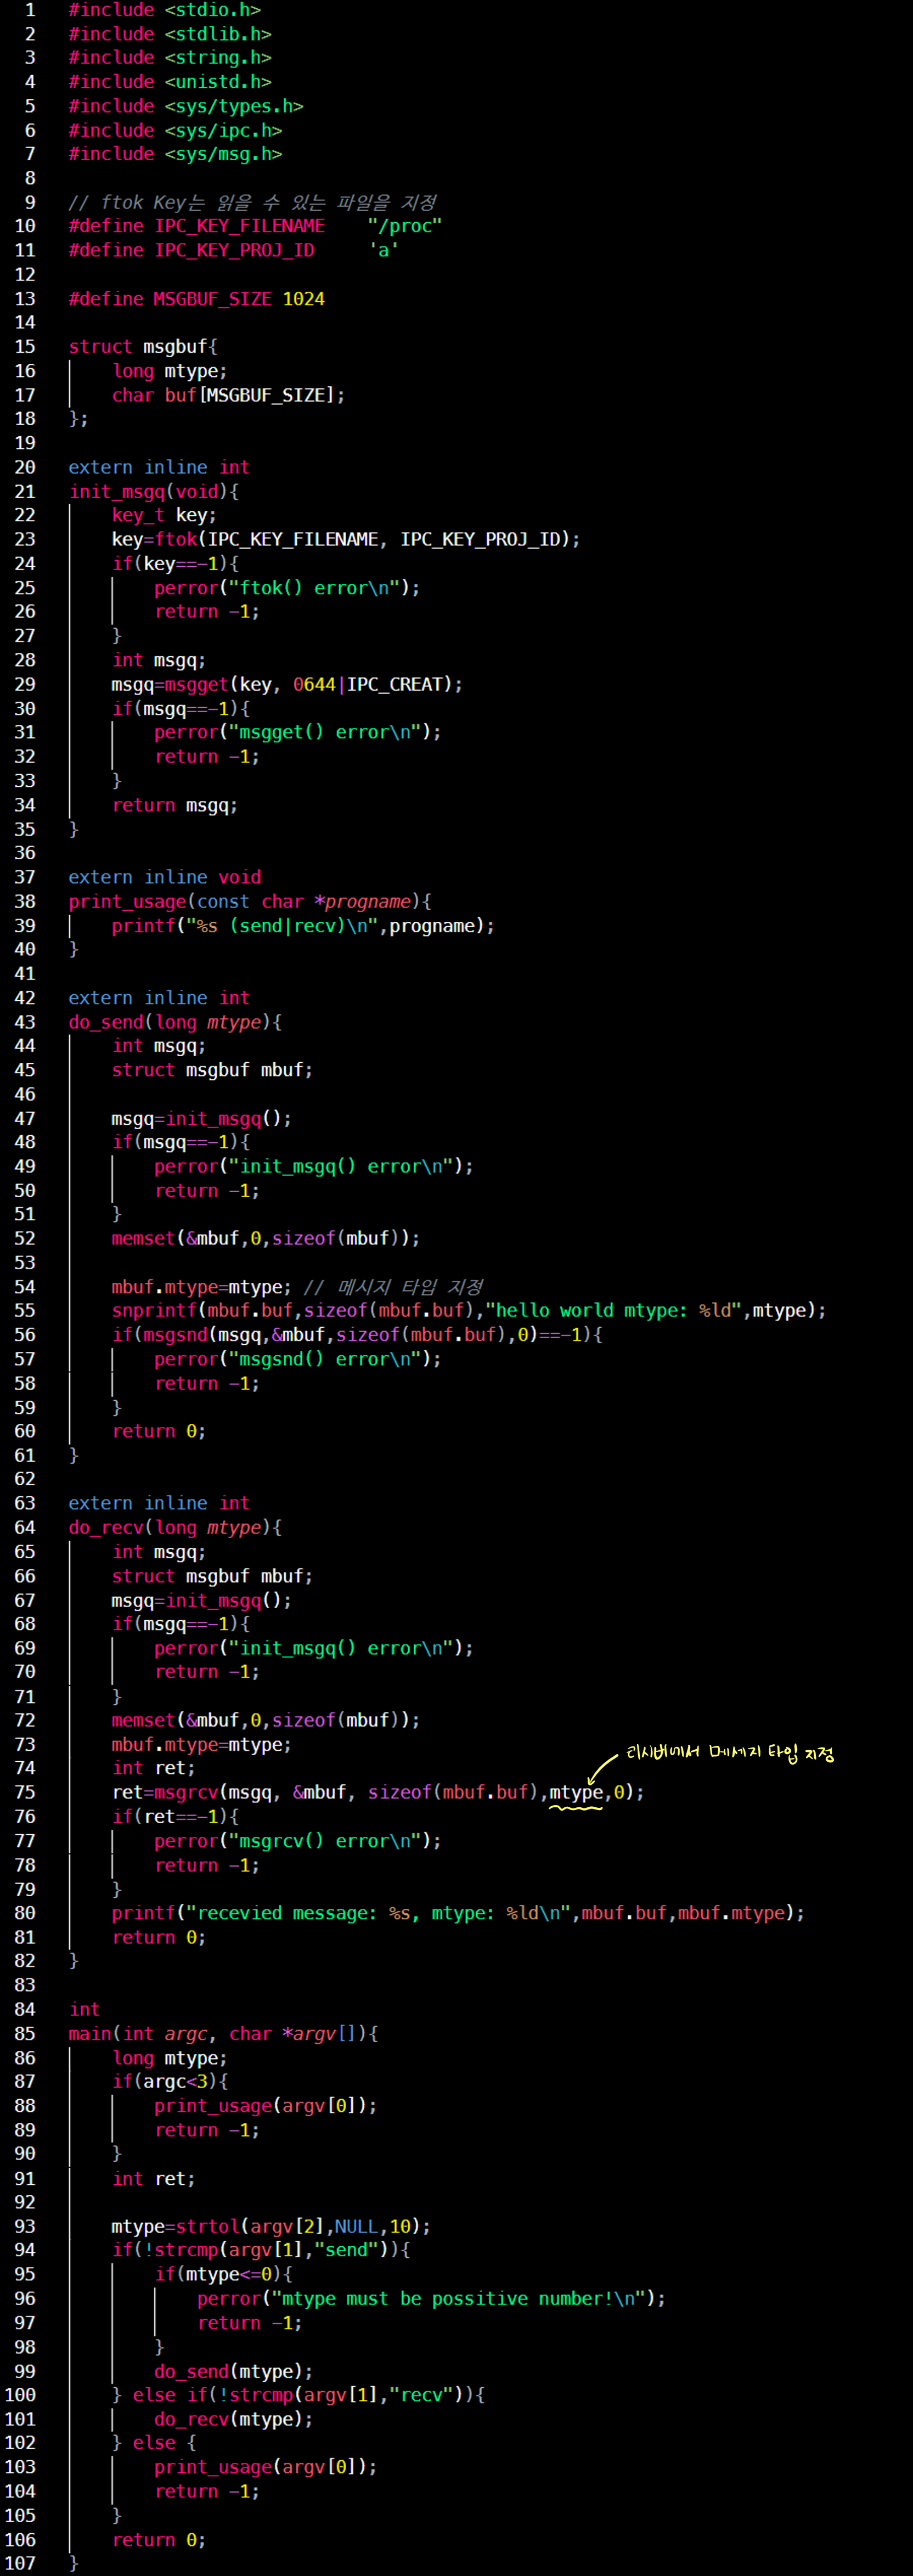 1 #include <stdio.h>
2 #include <stdlib.h>
3 #include <string.h>
4 #include <unistd.h>
5 #include <sys/types.h>
6 #include <sys/ipc.h>
7 #include <sys/msg.h>
8
9 // ftok Key는 읽을 수 있는 파일을 지정
10 #define IPC_KEY_FILENAME    "/proc"
11 #define IPC_KEY_PROJ_ID     'a'
12
13 #define MSGBUF_SIZE 1024
14
15 struct msgbuf{
16     long mtype;
17     char buf[MSGBUF_SIZE];
18 };
19
20 extern inline int
21 init_msgq(void){
22     key_t key;
23     key=ftok(IPC_KEY_FILENAME, IPC_KEY_PROJ_ID);
24     if(key==-1){
25         perror("ftok() error\n");
26         return -1;
27     }
28     int msgq;
29     msgq=msgget(key, 0644|IPC_CREAT);
30     if(msgq==-1){
31         perror("msgget() error\n");
32         return -1;
33     }
34     return msgq;
35 }
36
37 extern inline void
38 print_usage(const char *progname){
39     printf("%s (send|recv)\n",progname);
40 }
41
42 extern inline int
43 do_send(long mtype){
44     int msgq;
45     struct msgbuf mbuf;
46
47     msgq=init_msgq();
48     if(msgq==-1){
49         perror("init_msgq() error\n");
50         return -1;
51     }
52     memset(&mbuf,0,sizeof(mbuf));
53
54     mbuf.mtype=mtype; // 메시지 타입 지정
55     snprintf(mbuf.buf,sizeof(mbuf.buf),"hello world mtype: %ld",mtype);
56     if(msgsnd(msgq,&mbuf,sizeof(mbuf.buf),0)==-1){
57         perror("msgsnd() error\n");
58         return -1;
59     }
60     return 0;
61 }
62
63 extern inline int
64 do_recv(long mtype){
65     int msgq;
66     struct msgbuf mbuf;
67     msgq=init_msgq();
68     if(msgq==-1){
69         perror("init_msgq() error\n");
70         return -1;
71     }
72     memset(&mbuf,0,sizeof(mbuf));
73     mbuf.mtype=mtype;
리시버에서 메세지 타입 지정
74     int ret;
75     ret=msgrcv(msgq, &mbuf, sizeof(mbuf.buf),mtype,0);
76     if(ret==-1){
77         perror("msgrcv() error\n");
78         return -1;
79     }
80     printf("recevied message: %s, mtype: %ld\n",mbuf.buf,mbuf.mtype);
81     return 0;
82 }
83
84 int
85 main(int argc, char *argv[]){
86     long mtype;
87     if(argc<3){
88         print_usage(argv[0]);
89         return -1;
90     }
91     int ret;
92
93     mtype=strtol(argv[2],NULL,10);
94     if(!strcmp(argv[1],"send")){
95         if(mtype<=0){
96             perror("mtype must be possitive number!\n");
97             return -1;
98         }
99         do_send(mtype);
100     } else if(!strcmp(argv[1],"recv")){
101         do_recv(mtype);
102     } else {
103         print_usage(argv[0]);
104         return -1;
105     }
106     return 0;
107 }